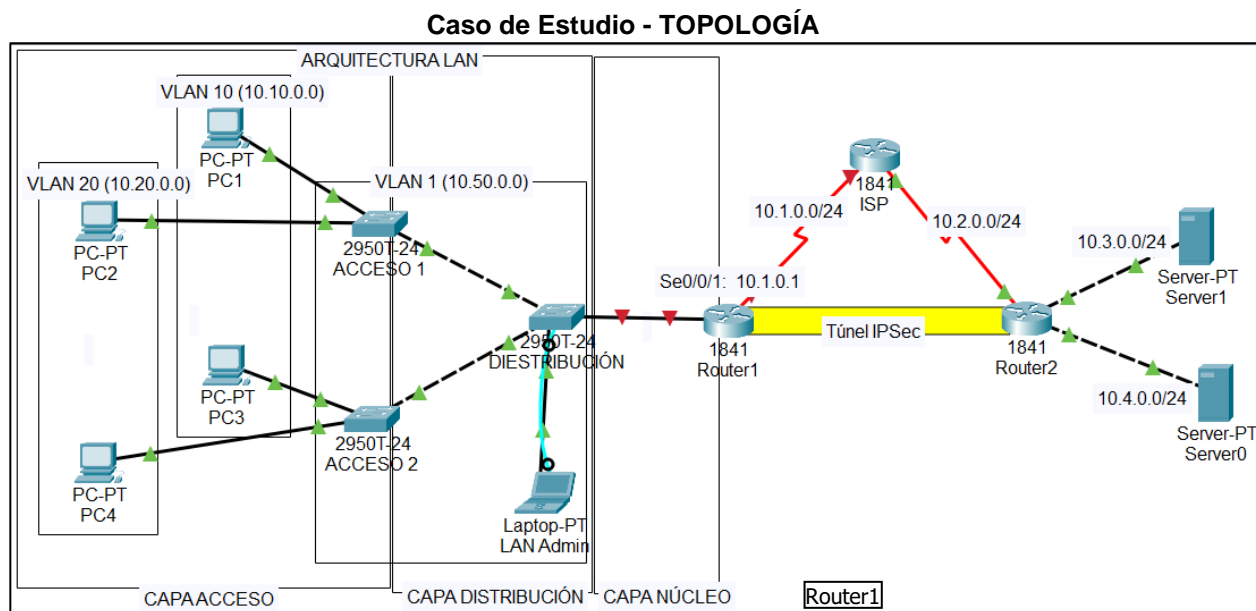 Caso de Estudio - TOPOLOGÍA
ARQUITECTURA LAN
VLAN 10 (10.10.0.0)
PC-PT
PC1
VLAN 20 (10.20.0.0)
PC-PT
PC2
VLAN 1 (10.50.0.0)
2950T-24
ACCESO 1
PC-PT
PC3
PC-PT
PC4
2950T-24
ACCESO 2
2950T-24
DIESTRIBUCIÓN
Laptop-PT
LAN Admin
1841
ISP
10.1.0.0/24
10.2.0.0/24
Se0/0/1: 10.1.0.1
1841
Router1
Túnel IPSec
1841
Router2
10.3.0.0/24
Server-PT
Server1
10.4.0.0/24
Server-PT
Server0
CAPA ACCESO
CAPA DISTRIBUCIÓN
CAPA NÚCLEO
Router1